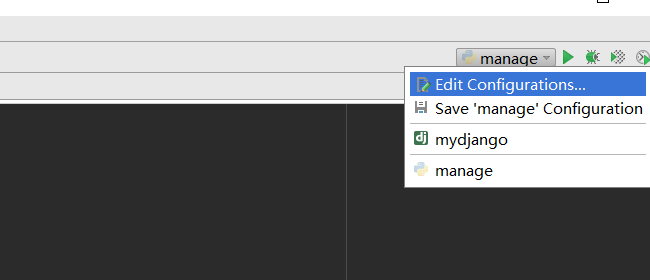 manage
Edit Configurations...
Save 'manage' Configuration
dj mydjango
manage